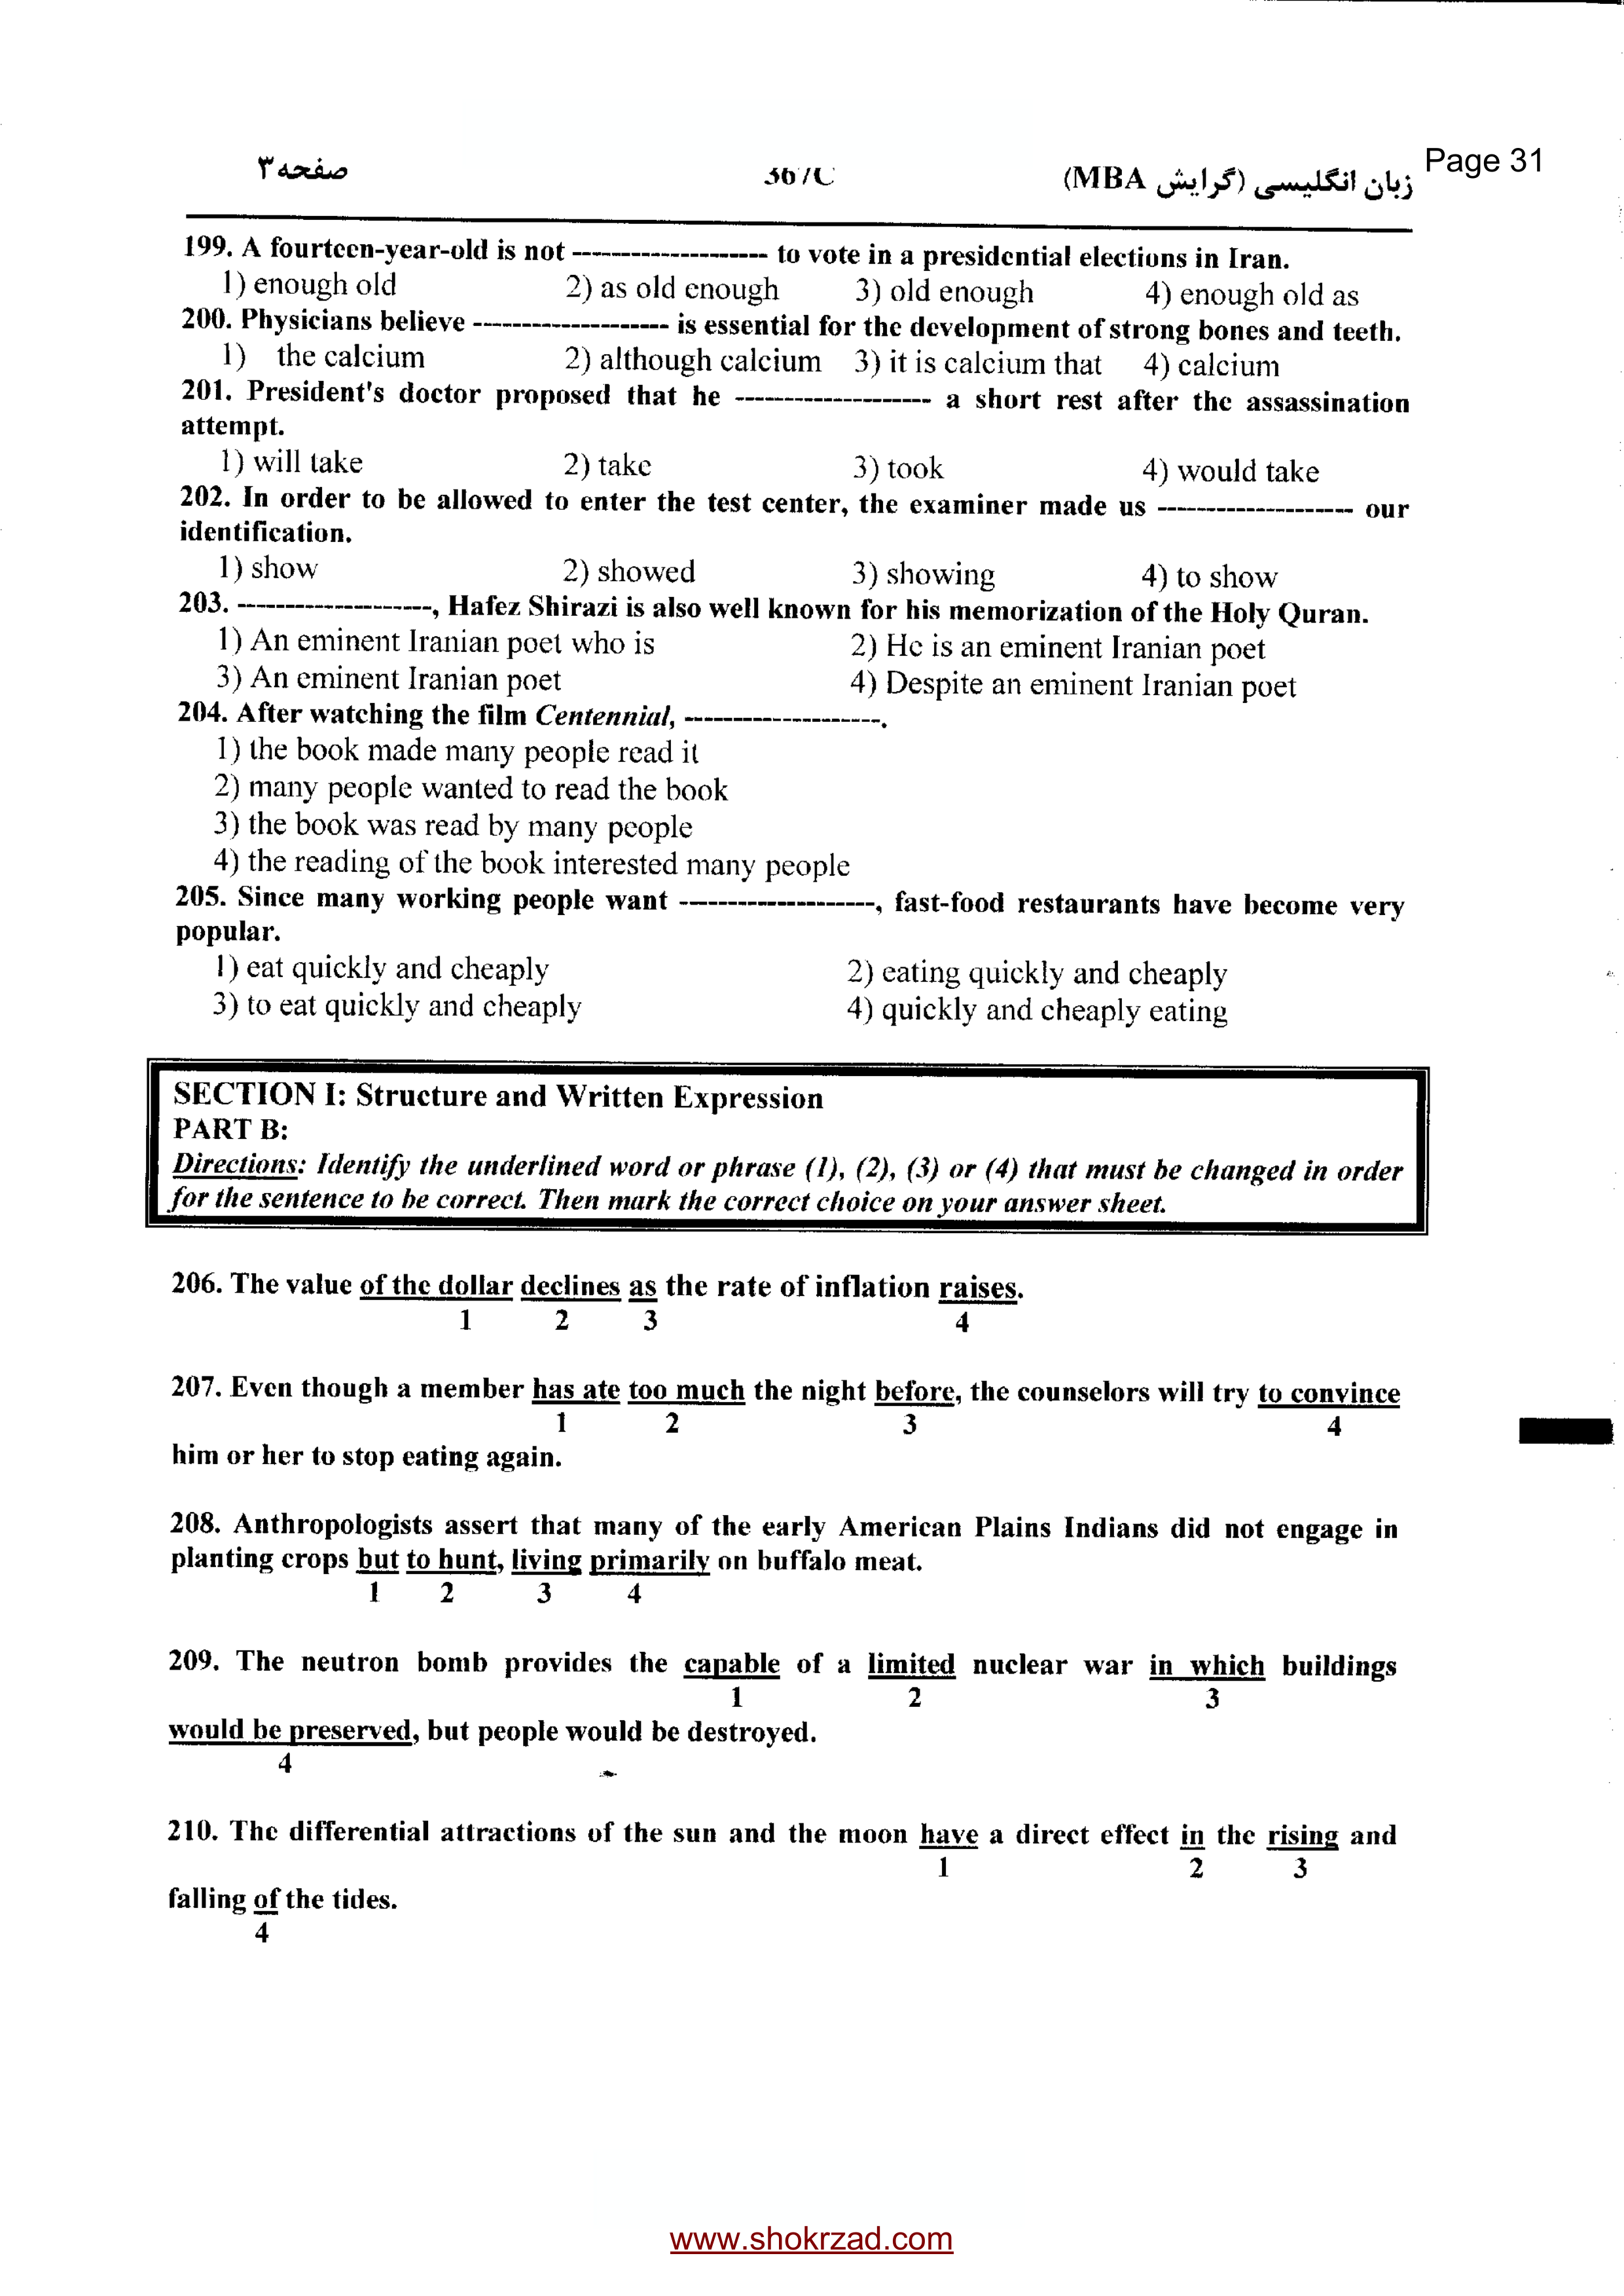 Page 31
زبان انگلیسی (گرایش MBA)
367C
صفحه ۳
199. A fourteen-year-old is not -------------------- to vote in a presidential elections in Iran.
1) enough old 2) as old enough 3) old enough 4) enough old as
200. Physicians believe -------------------- is essential for the development of strong bones and teeth.
1) the calcium 2) although calcium 3) it is calcium that 4) calcium
201. President's doctor proposed that he -------------------- a short rest after the assassination
attempt.
1) will take 2) take 3) took 4) would take
202. In order to be allowed to enter the test center, the examiner made us -------------------- our
identification.
1) show 2) showed 3) showing 4) to show
203. --------------------, Hafez Shirazi is also well known for his memorization of the Holy Quran.
1) An eminent Iranian poet who is 2) He is an eminent Iranian poet
3) An eminent Iranian poet 4) Despite an eminent Iranian poet
204. After watching the film Centennial, --------------------.
1) the book made many people read it
2) many people wanted to read the book
3) the book was read by many people
4) the reading of the book interested many people
205. Since many working people want --------------------, fast-food restaurants have become very
popular.
1) eat quickly and cheaply 2) eating quickly and cheaply
3) to eat quickly and cheaply 4) quickly and cheaply eating
SECTION I: Structure and Written Expression
PART B:
Directions: Identify the underlined word or phrase (1), (2), (3) or (4) that must be changed in order
for the sentence to be correct. Then mark the correct choice on your answer sheet.
206. The value of the dollar declines as the rate of inflation raises.
1 2 3 4
207. Even though a member has ate too much the night before, the counselors will try to convince
1 2 3 4
him or her to stop eating again.
208. Anthropologists assert that many of the early American Plains Indians did not engage in
planting crops but to hunt, living primarily on buffalo meat.
1 2 3 4
209. The neutron bomb provides the capable of a limited nuclear war in which buildings
1 2 3
would be preserved, but people would be destroyed.
4
210. The differential attractions of the sun and the moon have a direct effect in the rising and
1 2 3
falling of the tides.
4
www.shokrzad.com